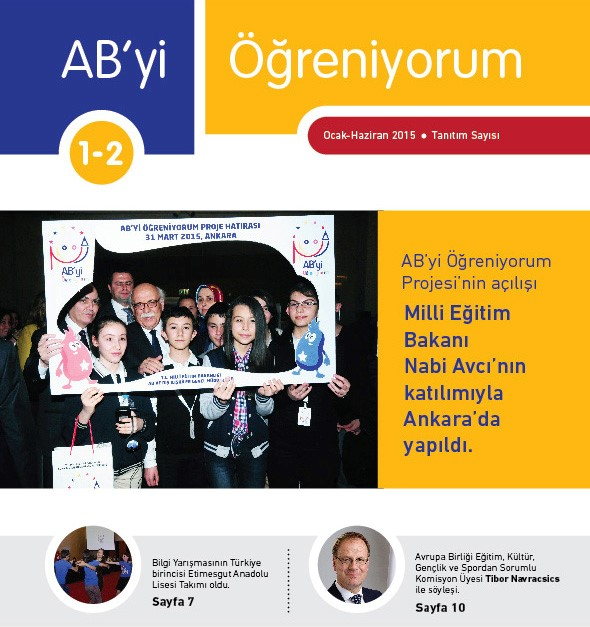 AB'yi Öğreniyorum
1-2
Ocak-Haziran 2015 ● Tanıtım Sayısı
AB'Yİ ÖĞRENİYORUM PROJE HATIRASI
31 MART 2015, ANKARA
AB'yi
AB'yi
T.C. MİLLİ EĞİTİM BAKANLIĞI
AB'yi Öğreniyorum
Projesi'nin açılışı
Milli Eğitim
Bakanı
Nabi Avcı'nın
katılımıyla
Ankara'da
yapıldı.
Bilgi Yarışmasının Türkiye
birincisi Etimesgut Anadolu
Lisesi Takımı oldu.
Sayfa 7
Avrupa Birliği Eğitim, Kültür,
Gençlik ve Spordan Sorumlu
Komisyon Üyesi Tibor Navracsics
ile söyleşi.
Sayfa 10